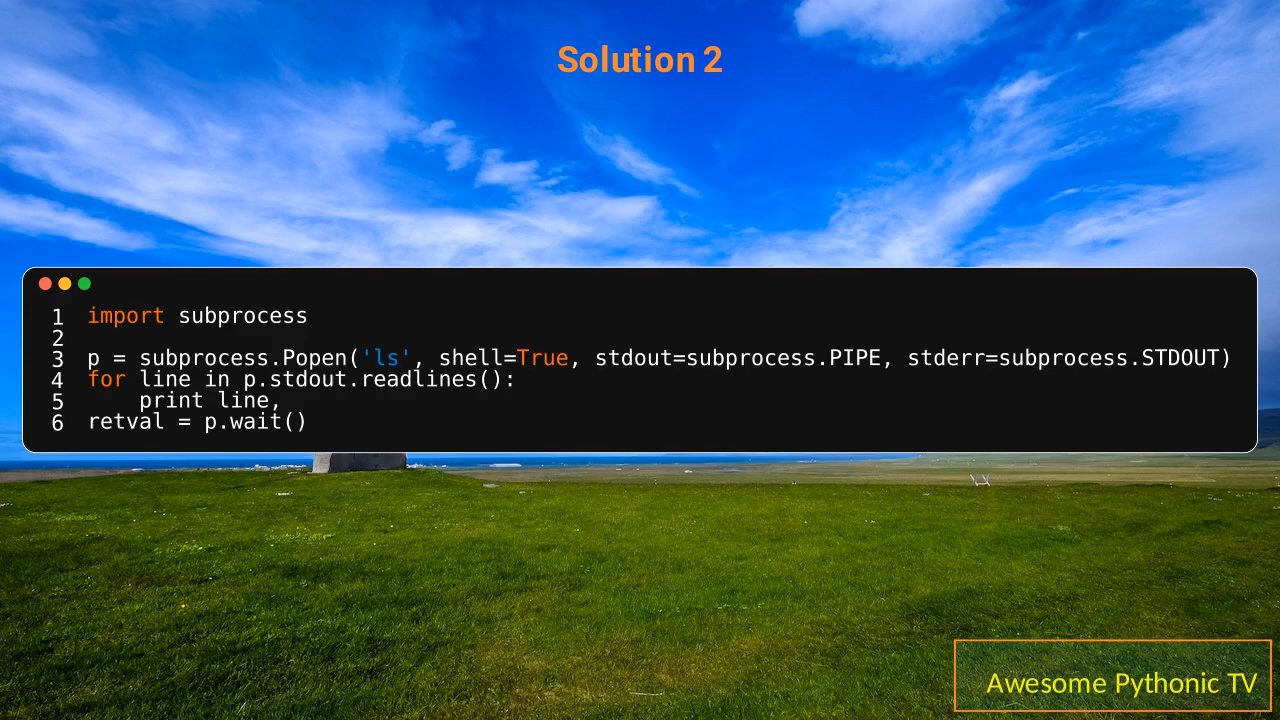 Solution 2
1 import subprocess
2
3 p = subprocess.Popen('ls', shell=True, stdout=subprocess.PIPE, stderr=subprocess.STDOUT)
4 for line in p.stdout.readlines():
5     print line,
6 retval = p.wait()
Awesome Pythonic TV